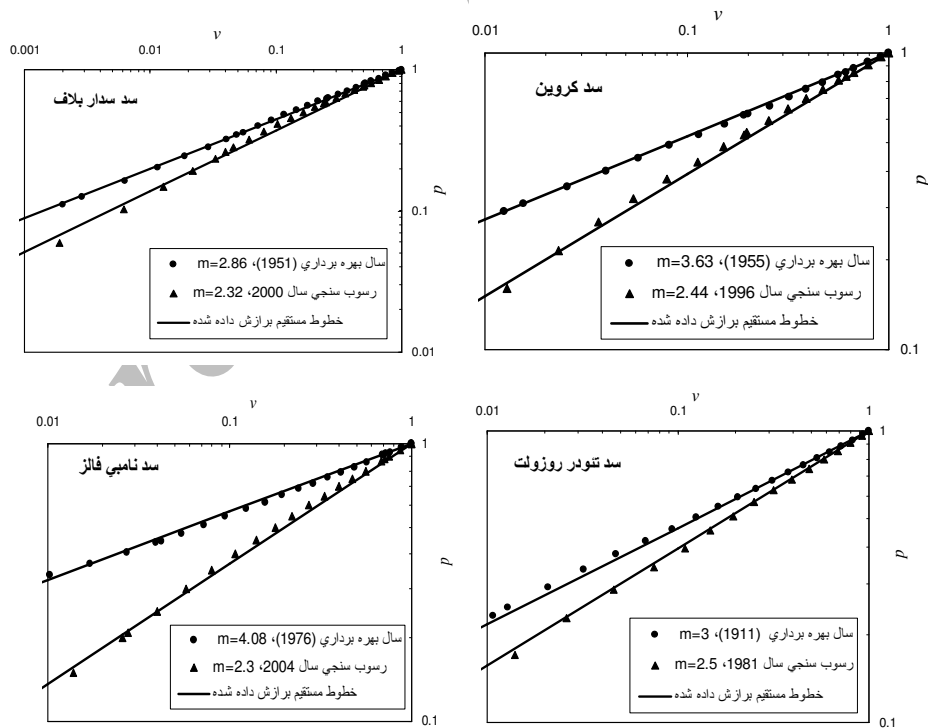 v
0.001 0.01 0.1 1
سد سدار بلاف
1
0.1
0.01
p
سال بهره برداري (1951)، m=2.86
رسوب سنجي سال 2000، m=2.32
خطوط مستقيم برازش داده شده
v
0.01 0.1 1
سد كروين
1
0.1
p
سال بهره برداري (1955)، m=3.63
رسوب سنجي سال 1996، m=2.44
خطوط مستقيم برازش داده شده
v
0.01 0.1 1
سد نامبي فالز
1
0.1
p
سال بهره برداري (1976)، m=4.08
رسوب سنجي سال 2004، m=2.3
خطوط مستقيم برازش داده شده
v
0.01 0.1 1
سد تئودر روزولت
1
0.1
p
سال بهره برداري (1911)، m=3
رسوب سنجي سال 1981، m=2.5
خطوط مستقيم برازش داده شده